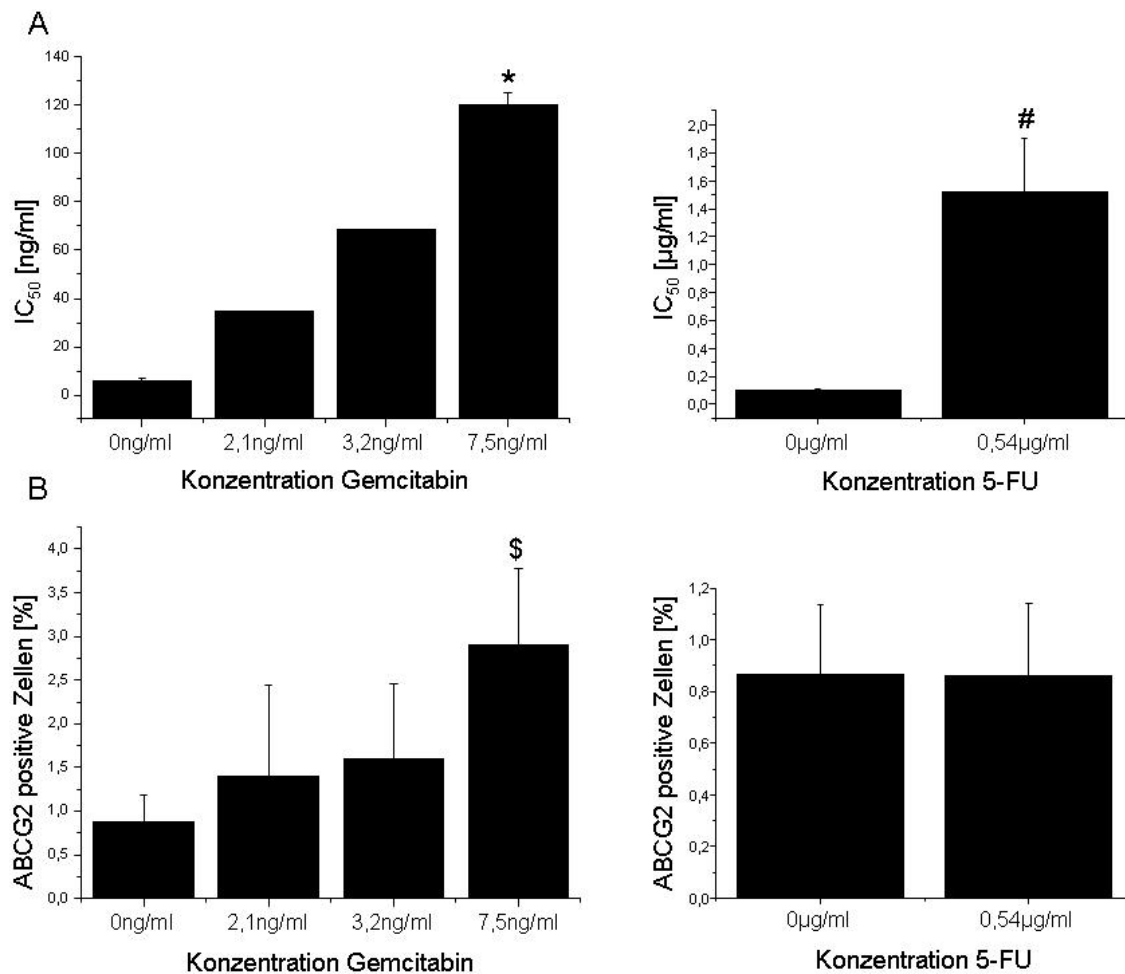 A
140
120
100
80
60
40
20
0
IC50 [ng/ml]
*
0ng/ml 2,1ng/ml 3,2ng/ml 7,5ng/ml
Konzentration Gemcitabin
2,0
1,8
1,6
1,4
1,2
1,0
0,8
0,6
0,4
0,2
0,0
IC50 [µg/ml]
#
0µg/ml 0,54µg/ml
Konzentration 5-FU
B
4,0
3,5
3,0
2,5
2,0
1,5
1,0
0,5
0,0
ABCG2 positive Zellen [%]
$
0ng/ml 2,1ng/ml 3,2ng/ml 7,5ng/ml
Konzentration Gemcitabin
1,2
1,0
0,8
0,6
0,4
0,2
0,0
ABCG2 positive Zellen [%]
0µg/ml 0,54µg/ml
Konzentration 5-FU